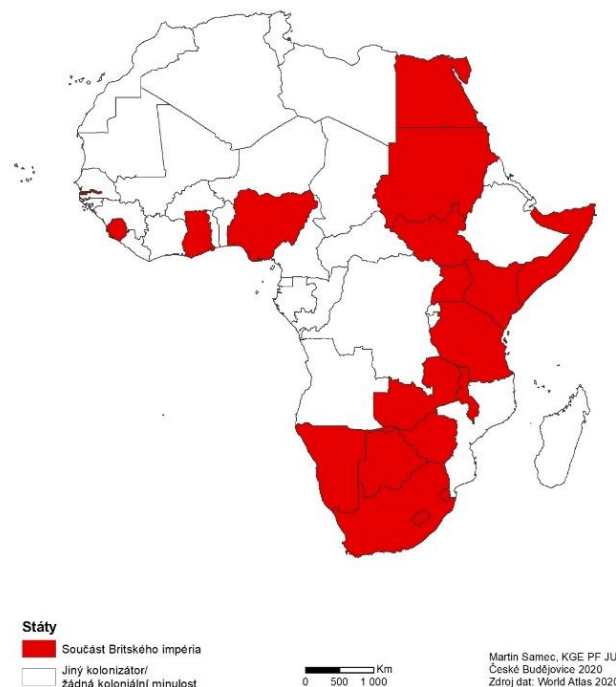 Státy
Součást Britského impéria
Jiný kolonizátor/
žádná koloniální minulost
Km
0 500 1 000
Martin Samec, KGE PF JU
České Budějovice 2020
Zdroj dat: World Atlas 2020